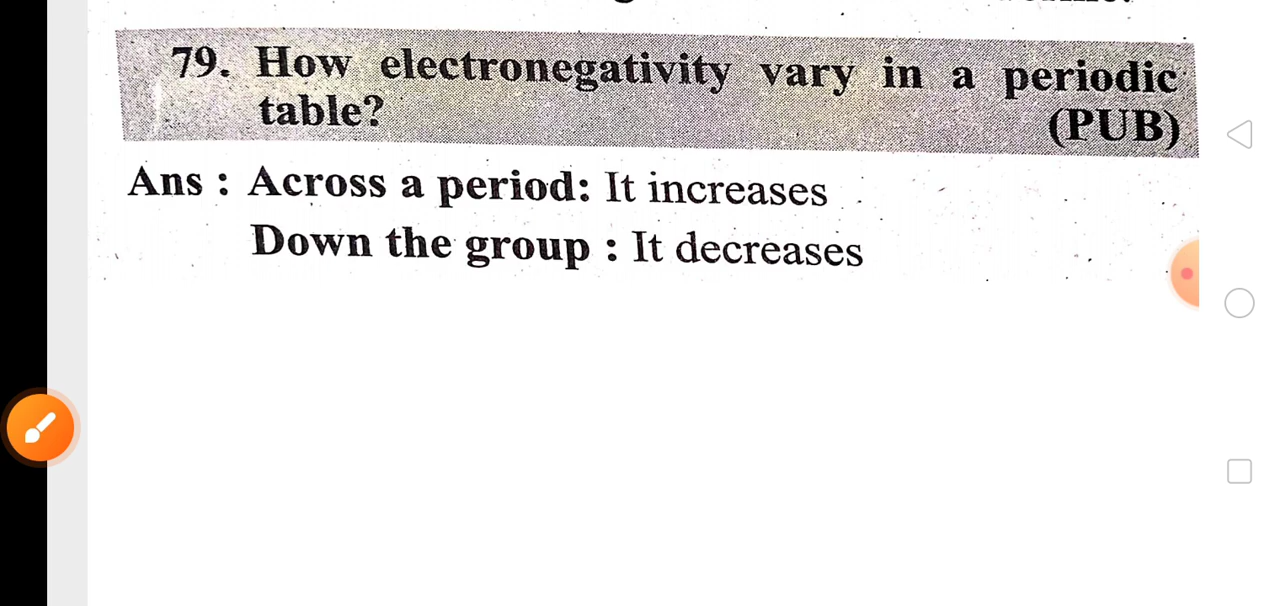 79. How electronegativity vary in a periodic
table? (PUB)
Ans : Across a period: It increases
Down the group : It decreases